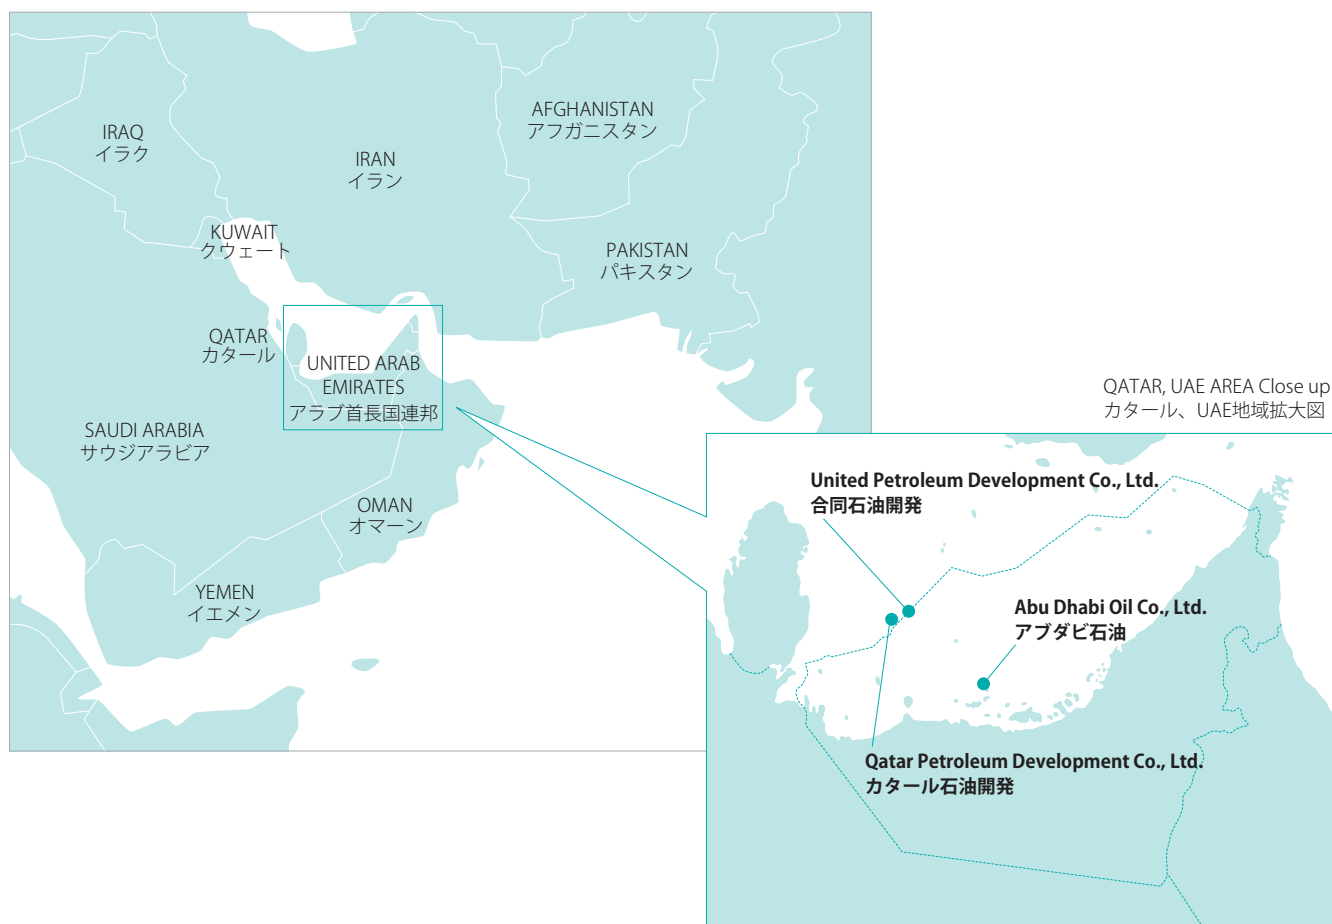 IRAQ
イラク
IRAN
イラン
AFGHANISTAN
アフガニスタン
KUWAIT
クウェート
PAKISTAN
パキスタン
QATAR
カタール
UNITED ARAB
EMIRATES
アラブ首長国連邦
SAUDI ARABIA
サウジアラビア
OMAN
オマーン
YEMEN
イエメン
QATAR, UAE AREA Close up
カタール、UAE地域拡大図
United Petroleum Development Co., Ltd.
合同石油開発
Abu Dhabi Oil Co., Ltd.
アブダビ石油
Qatar Petroleum Development Co., Ltd.
カタール石油開発